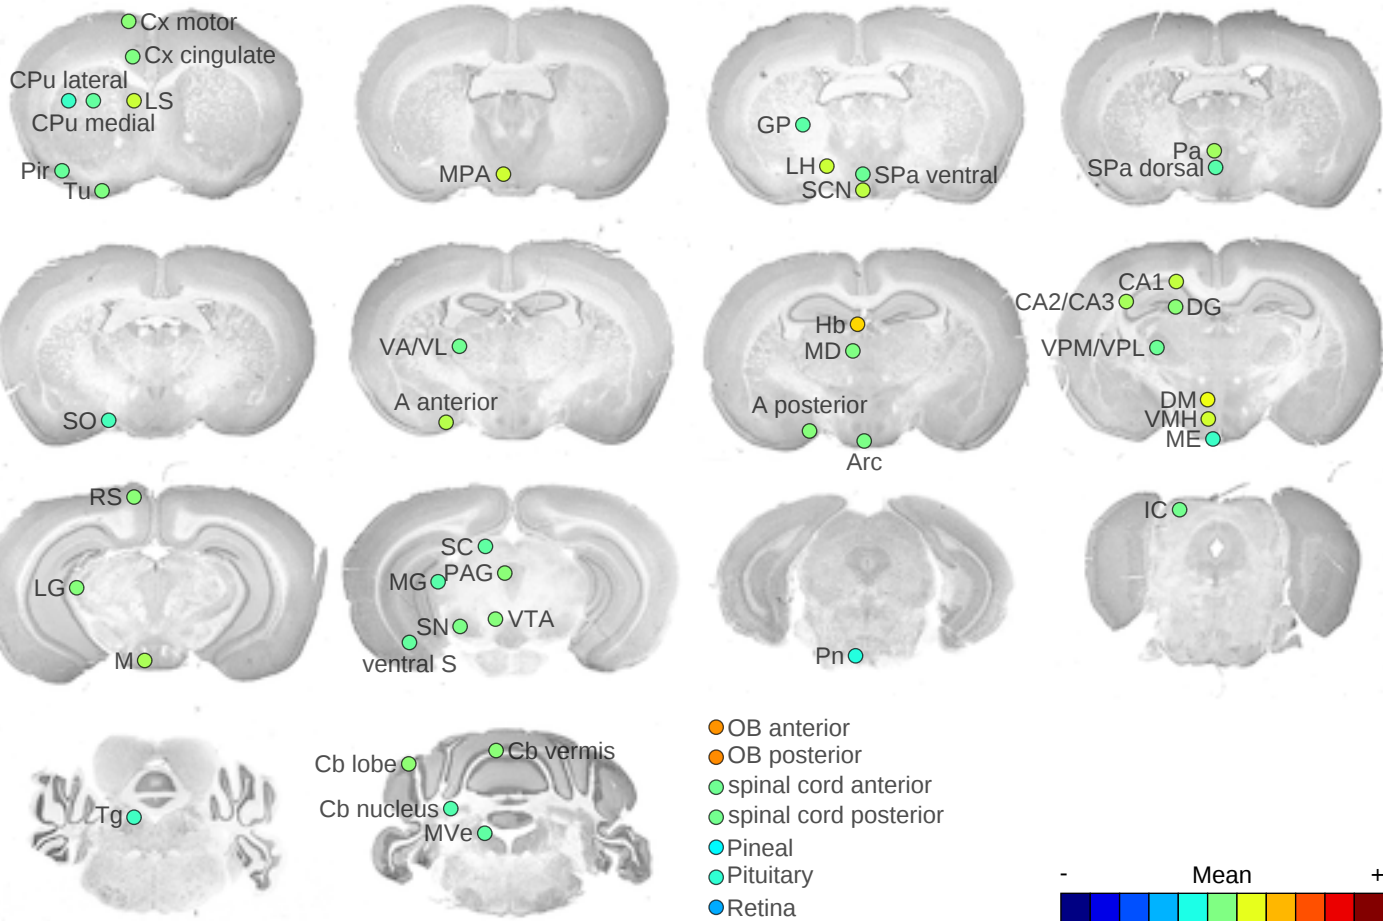 Cx motor
Cx cingulate
CPu lateral
LS
CPu medial
Pir
Tu
MPA
GP
LH
SPa ventral
SCN
Pa
SPa dorsal
SO
VA/VL
A anterior
Hb
MD
A posterior
Arc
CA1
CA2/CA3
DG
VPM/VPL
DM
VMH
ME
RS
LG
M
SC
MG
PAG
SN
VTA
ventral S
Pn
IC
Tg
Cb lobe
Cb vermis
Cb nucleus
MVe
OB anterior
OB posterior
spinal cord anterior
spinal cord posterior
Pineal
Pituitary
Retina
- Mean +